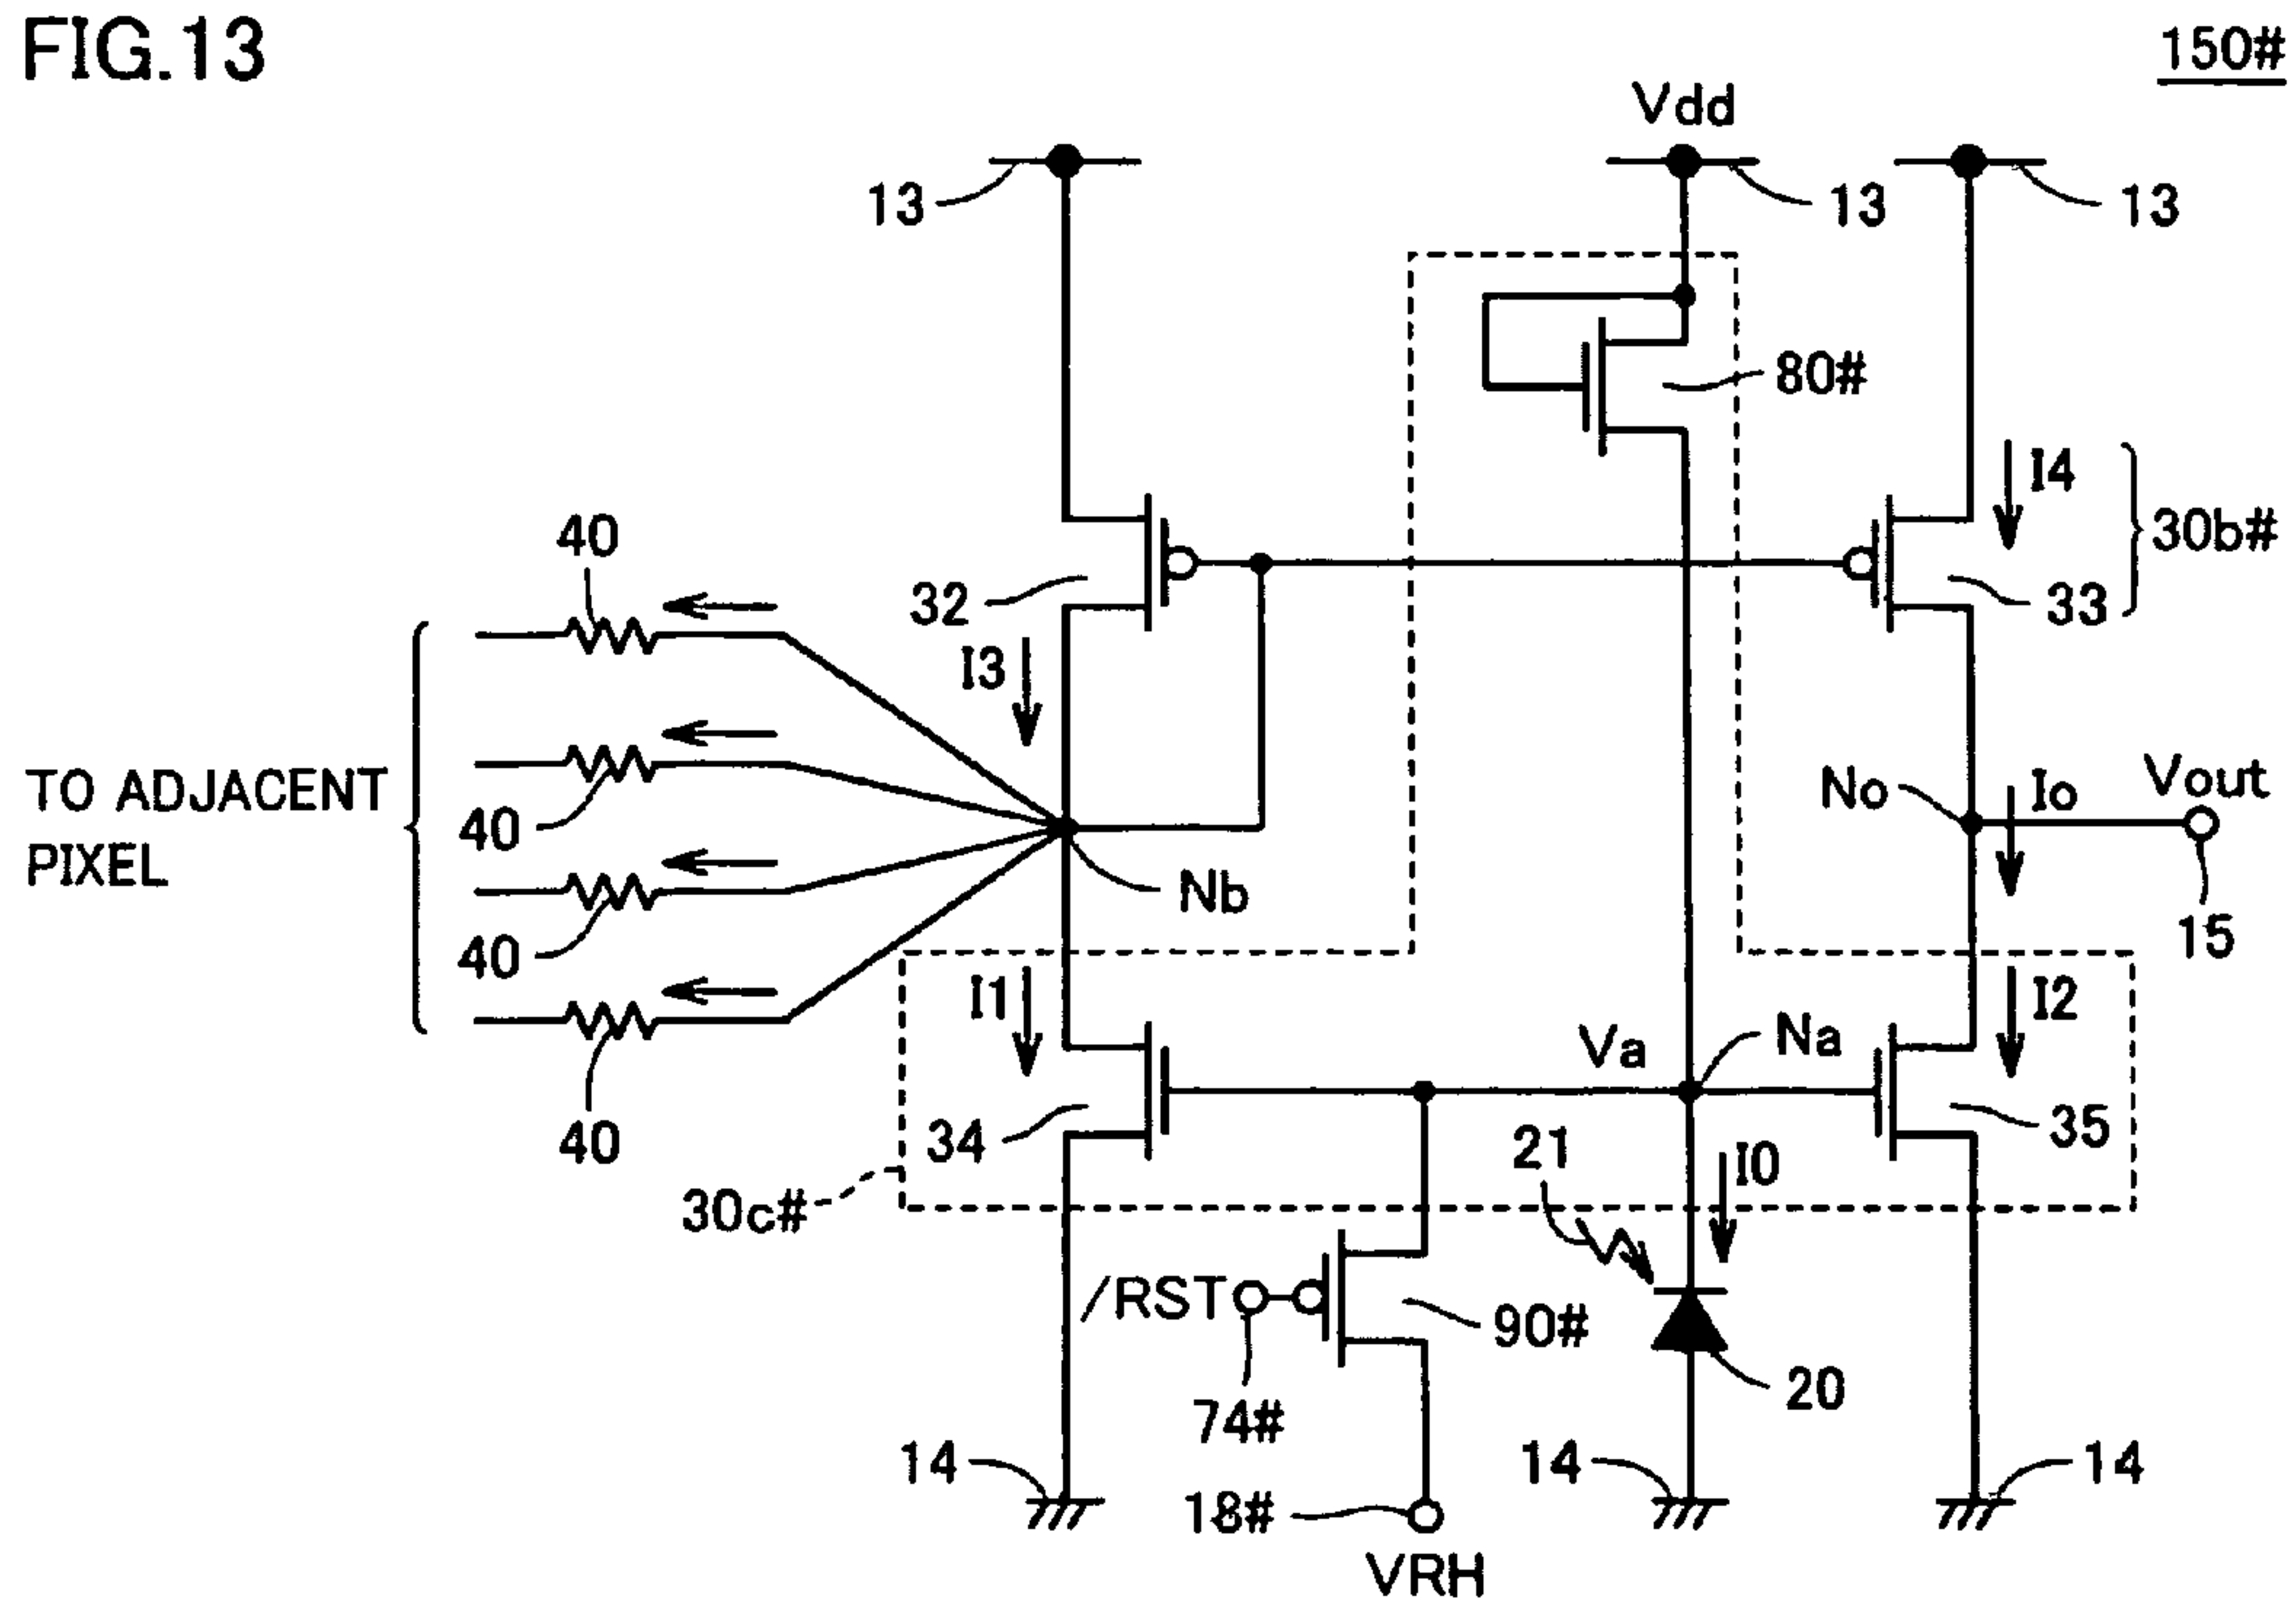 FIG.13
150#
Vdd
13
13
13
80#
I4
30b#
40
32
33
I3
TO ADJACENT
PIXEL
40
No
Io
Vout
Nb
15
40
I1
I2
Va
Na
34
21
35
40
I0
30c#
/RST
90#
74#
20
14
18#
14
14
VRH